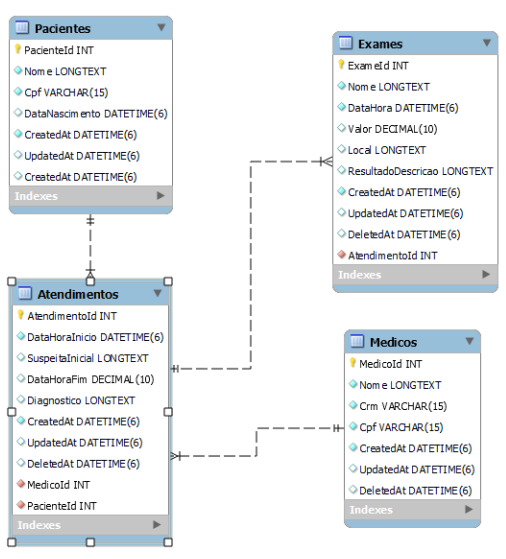 Pacientes
PacienteId INT
Nome LONGTEXT
Cpf VARCHAR(15)
DataNascimento DATETIME(6)
CreatedAt DATETIME(6)
UpdatedAt DATETIME(6)
CreatedAt DATETIME(6)
Indexes
Exames
ExameId INT
Nome LONGTEXT
DataHora DATETIME(6)
Valor DECIMAL(10)
Local LONGTEXT
ResultadoDescricao LONGTEXT
CreatedAt DATETIME(6)
UpdatedAt DATETIME(6)
DeletedAt DATETIME(6)
AtendimentoId INT
Indexes
Atendimentos
AtendimentoId INT
DataHoraInicio DATETIME(6)
SuspeitaInicial LONGTEXT
DataHoraFim DECIMAL(10)
Diagnostico LONGTEXT
CreatedAt DATETIME(6)
UpdatedAt DATETIME(6)
DeletedAt DATETIME(6)
MedicoId INT
PacienteId INT
Indexes
Medicos
MedicoId INT
Nome LONGTEXT
Crm VARCHAR(15)
Cpf VARCHAR(15)
CreatedAt DATETIME(6)
UpdatedAt DATETIME(6)
DeletedAt DATETIME(6)
Indexes